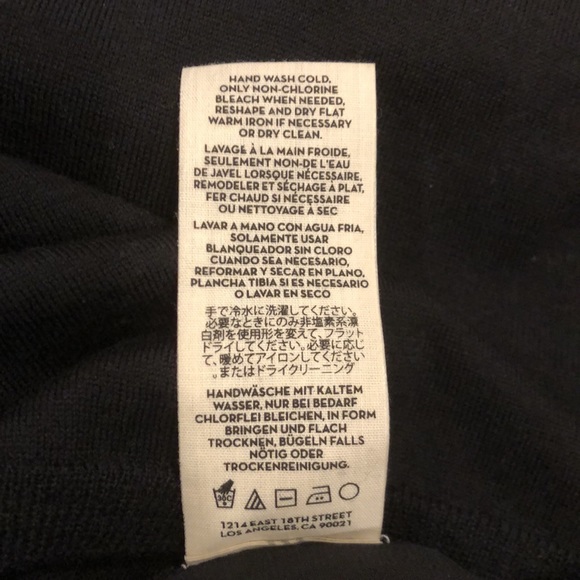 HAND WASH COLD,
ONLY NON-CHLORINE
BLEACH WHEN NEEDED,
RESHAPE AND DRY FLAT
WARM IRON IF NECESSARY
OR DRY CLEAN.
LAVAGE À LA MAIN FROIDE,
SEULEMENT NON-DE L'EAU
DE JAVEL LORSQUE NÉCESSAIRE,
REMODELER ET SÉCHAGE À PLAT,
FER CHAUD SI NÉCESSAIRE
OU NETTOYAGE À SEC
LAVAR A MANO CON AGUA FRIA,
SOLAMENTE USAR
BLANQUEADOR SIN CLORO
CUANDO SEA NECESARIO,
REFORMAR Y SECAR EN PLANO.
PLANCHA TIBIA SI ES NECESARIO
O LAVAR EN SECO
手で冷水に洗濯してください。
必要なときにのみ非塩素系漂
白剤を使用形を変えて、フラット
ドライしてください。必要に応じ
て、暖めてアイロンしてください
。またはドライクリーニング
HANDWÄSCHE MIT KALTEM
WASSER, NUR BEI BEDARF
CHLORFLEI BLEICHEN, IN FORM
BRINGEN UND FLACH
TROCKNEN, BÜGELN FALLS
NÖTIG ODER
TROCKENREINIGUNG.
30C
1214 EAST 18TH STREET
LOS ANGELES, CA 90021